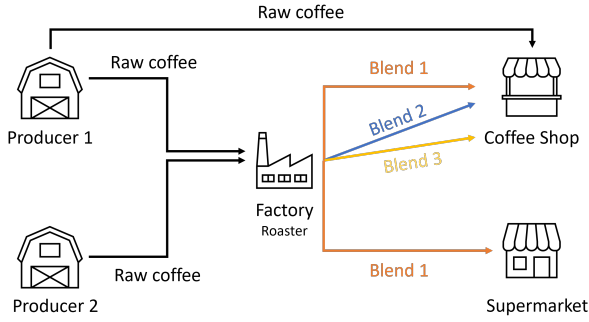 Raw coffee
Raw coffee
Blend 1
Blend 2
Producer 1
Coffee Shop
Blend 3
Factory
Roaster
Raw coffee
Blend 1
Producer 2
Supermarket